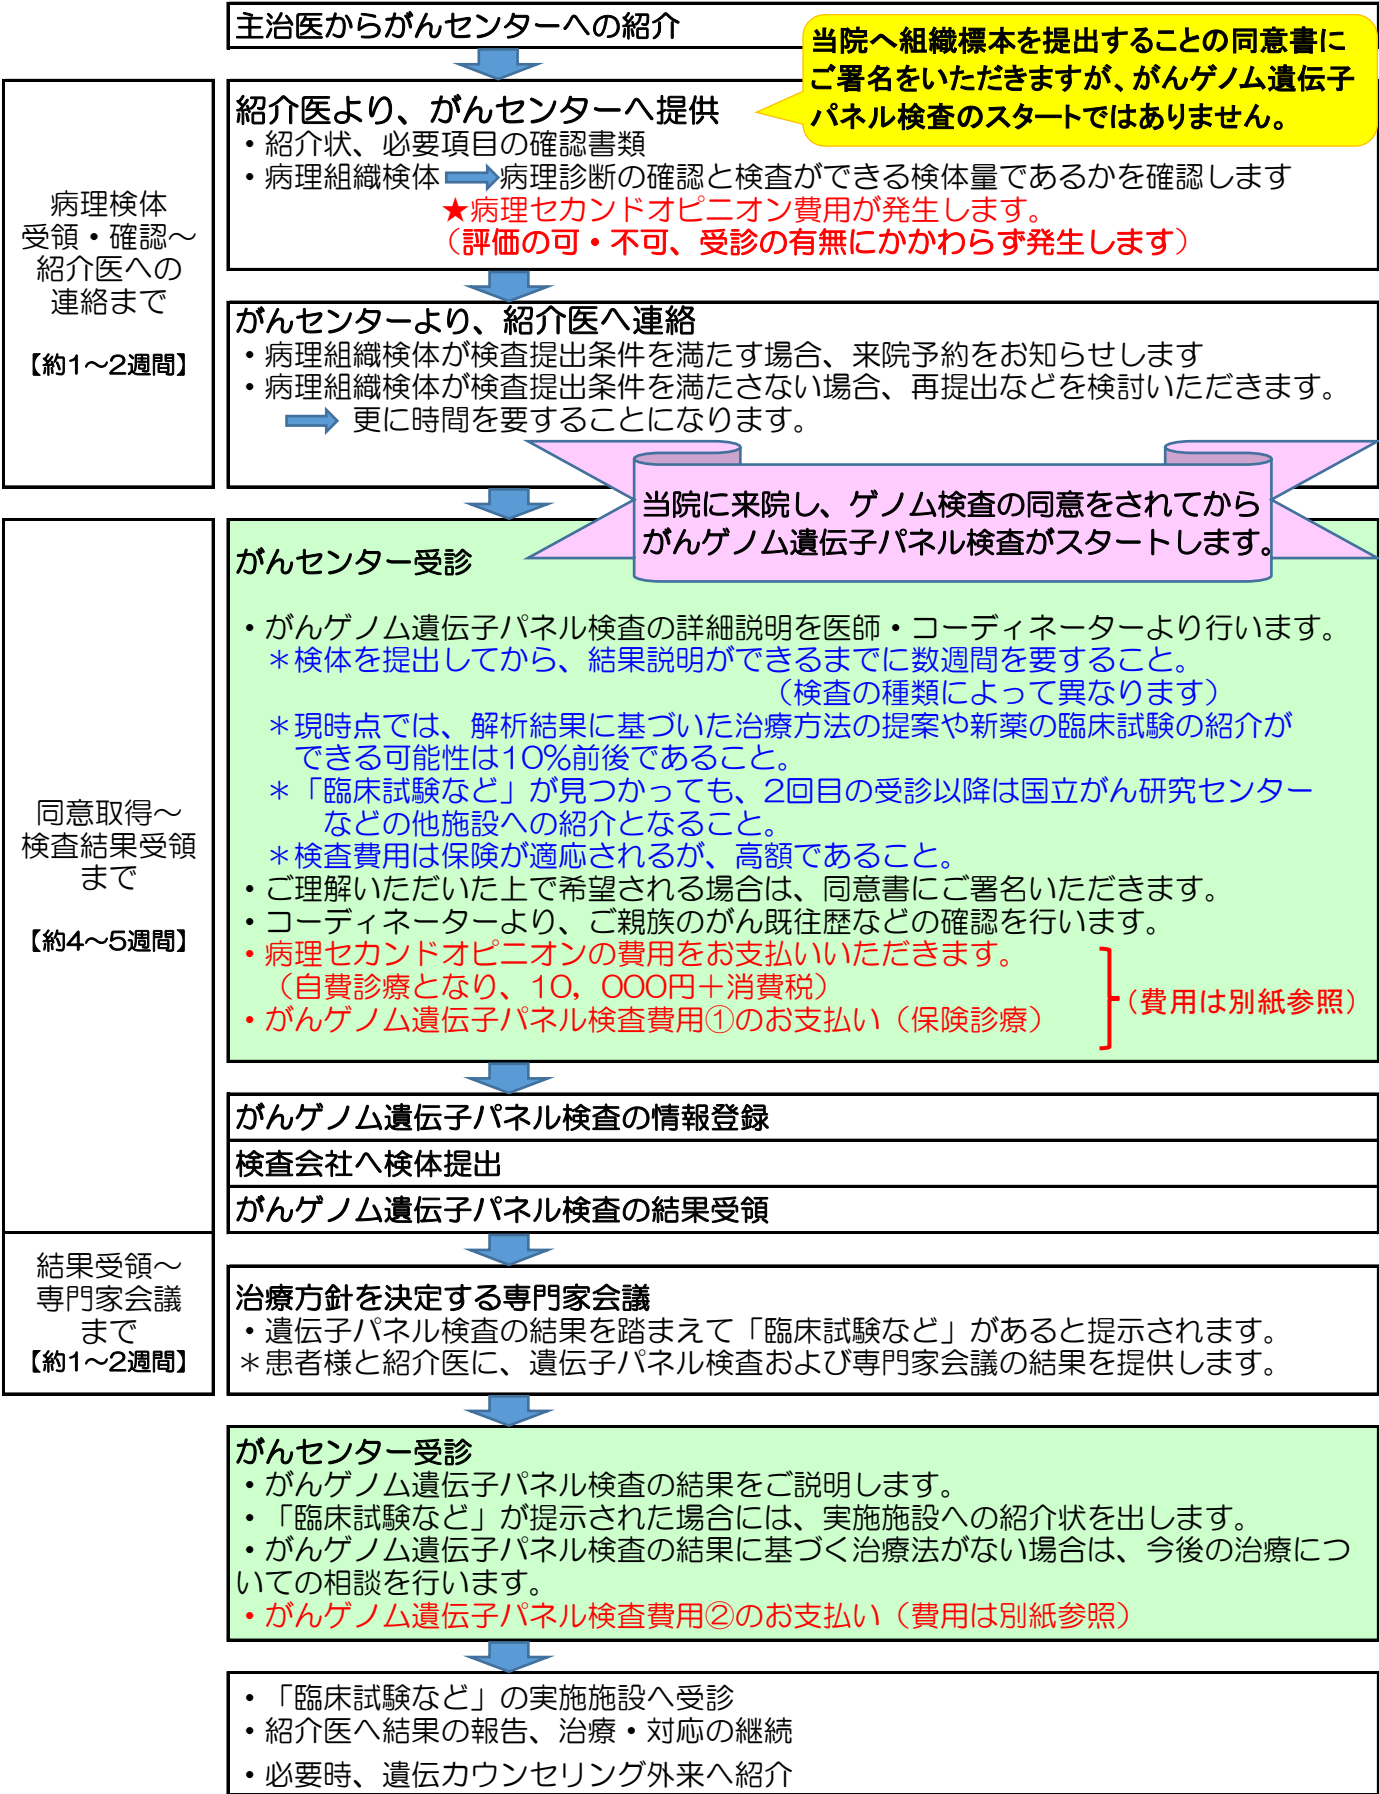 主治医からがんセンターへの紹介
当院へ組織標本を提出することの同意書に
ご署名をいただきますが、がんゲノム遺伝子
パネル検査のスタートではありません。
病理検体
受領・確認～
紹介医への
連絡まで
【約1～2週間】
紹介医より、がんセンターへ提供
・紹介状、必要項目の確認書類
・病理組織検体 病理診断の確認と検査ができる検体量であるかを確認します
★病理セカンドオピニオン費用が発生します。
（評価の可・不可、受診の有無にかかわらず発生します）
がんセンターより、紹介医へ連絡
・病理組織検体が検査提出条件を満たす場合、来院予約をお知らせします
・病理組織検体が検査提出条件を満たさない場合、再提出などを検討いただきます。
更に時間を要することになります。
当院に来院し、ゲノム検査の同意をされてから
がんゲノム遺伝子パネル検査がスタートします。
同意取得～
検査結果受領
まで
【約4～5週間】
がんセンター受診
・がんゲノム遺伝子パネル検査の詳細説明を医師・コーディネーターより行います。
＊検体を提出してから、結果説明ができるまでに数週間を要すること。
（検査の種類によって異なります）
＊現時点では、解析結果に基づいた治療方法の提案や新薬の臨床試験の紹介が
できる可能性は10％前後であること。
＊「臨床試験など」が見つかっても、2回目の受診以降は国立がん研究センター
などの他施設への紹介となること。
＊検査費用は保険が適応されるが、高額であること。
・ご理解いただいた上で希望される場合は、同意書にご署名いただきます。
・コーディネーターより、ご親族のがん既往歴などの確認を行います。
・病理セカンドオピニオンの費用をお支払いいただきます。
（自費診療となり、10，000円＋消費税）
・がんゲノム遺伝子パネル検査費用①のお支払い（保険診療）
（費用は別紙参照）
がんゲノム遺伝子パネル検査の情報登録
検査会社へ検体提出
がんゲノム遺伝子パネル検査の結果受領
結果受領～
専門家会議
まで
【約1～2週間】
治療方針を決定する専門家会議
・遺伝子パネル検査の結果を踏まえて「臨床試験など」があると提示されます。
＊患者様と紹介医に、遺伝子パネル検査および専門家会議の結果を提供します。
がんセンター受診
・がんゲノム遺伝子パネル検査の結果をご説明します。
・「臨床試験など」が提示された場合には、実施施設への紹介状を出します。
・がんゲノム遺伝子パネル検査の結果に基づく治療法がない場合は、今後の治療につ
いての相談を行います。
・がんゲノム遺伝子パネル検査費用②のお支払い（費用は別紙参照）
・「臨床試験など」の実施施設へ受診
・紹介医へ結果の報告、治療・対応の継続
・必要時、遺伝カウンセリング外来へ紹介